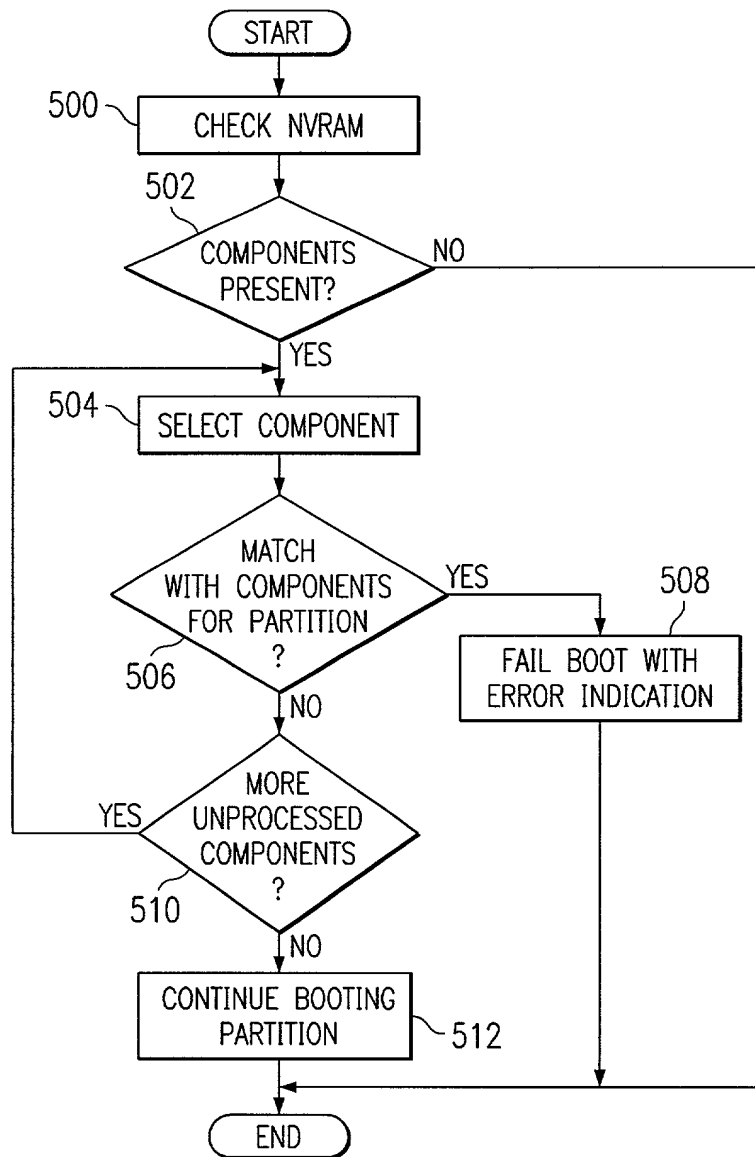 START
500
CHECK NVRAM
502
COMPONENTS
PRESENT?
NO
YES
504
SELECT COMPONENT
MATCH
WITH COMPONENTS
FOR PARTITION
?
YES
506
508
FAIL BOOT WITH
ERROR INDICATION
NO
MORE
UNPROCESSED
COMPONENTS
?
YES
510
NO
CONTINUE BOOTING
PARTITION
512
END